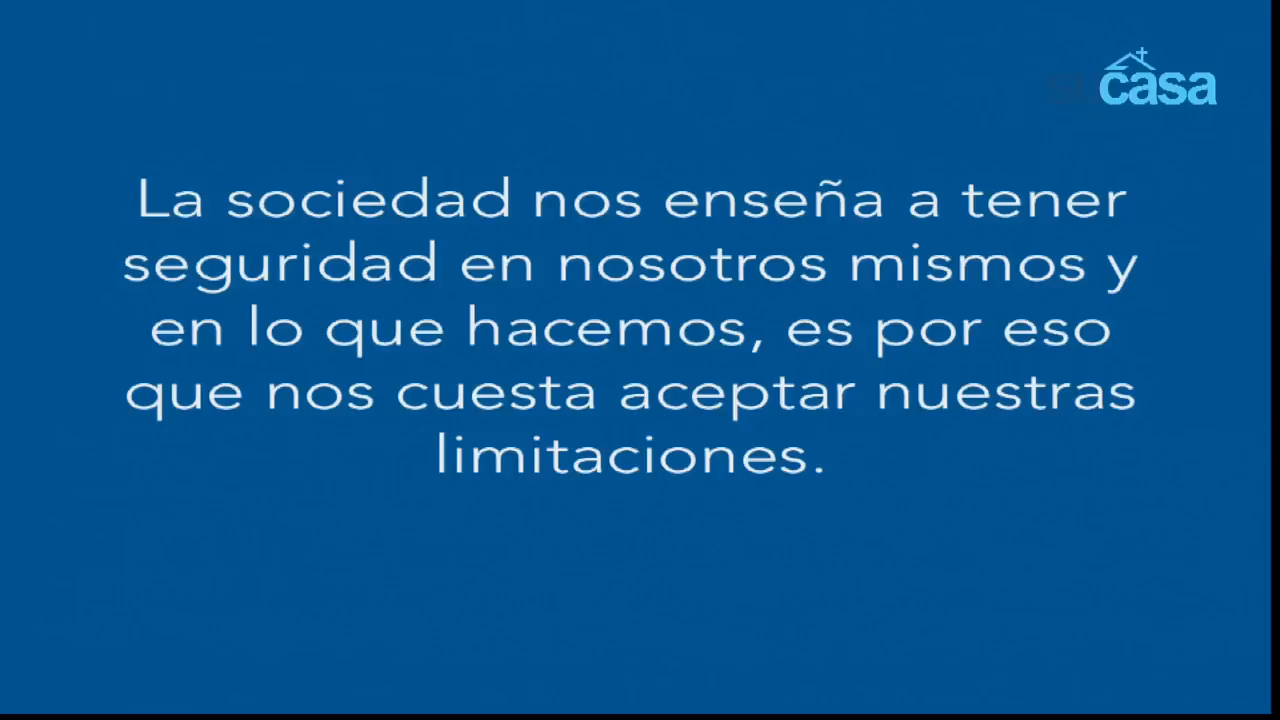 casa
La sociedad nos enseña a tener
seguridad en nosotros mismos y
en lo que hacemos, es por eso
que nos cuesta aceptar nuestras
limitaciones.